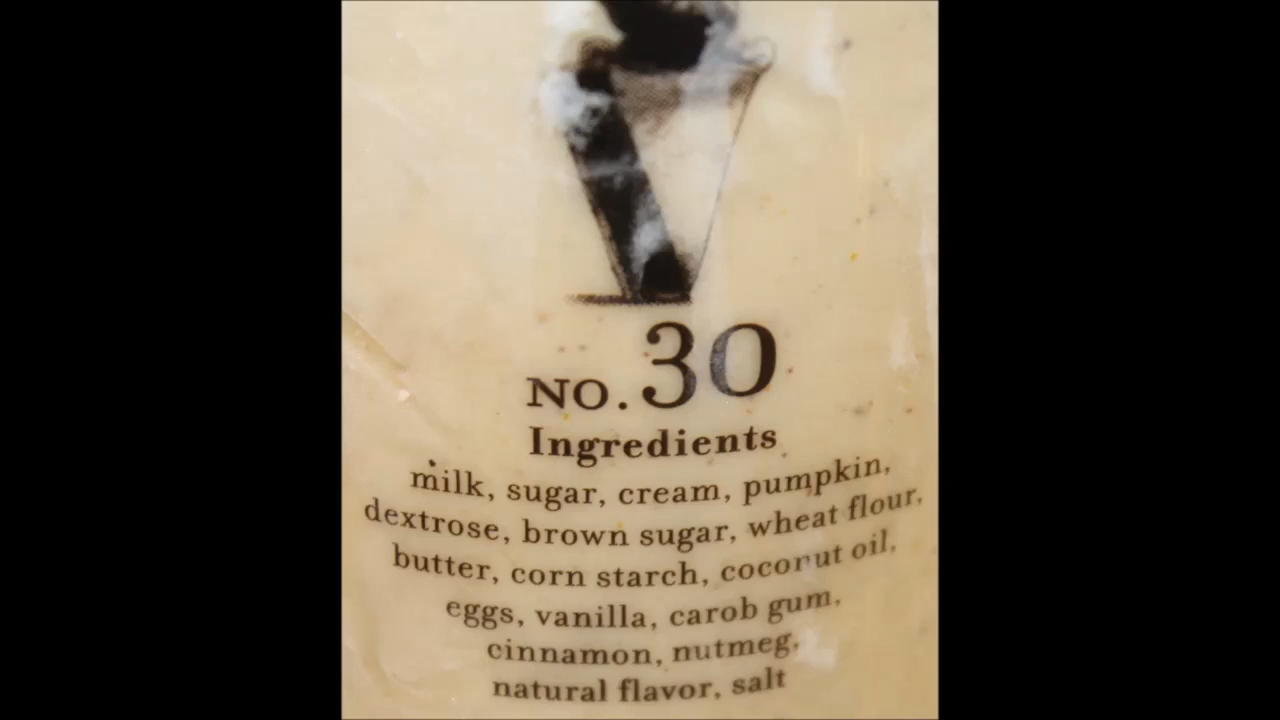 NO. 30
Ingredients
milk, sugar, cream, pumpkin,
dextrose, brown sugar, wheat flour,
butter, corn starch, coconut oil,
eggs, vanilla, carob gum,
cinnamon, nutmeg,
natural flavor, salt